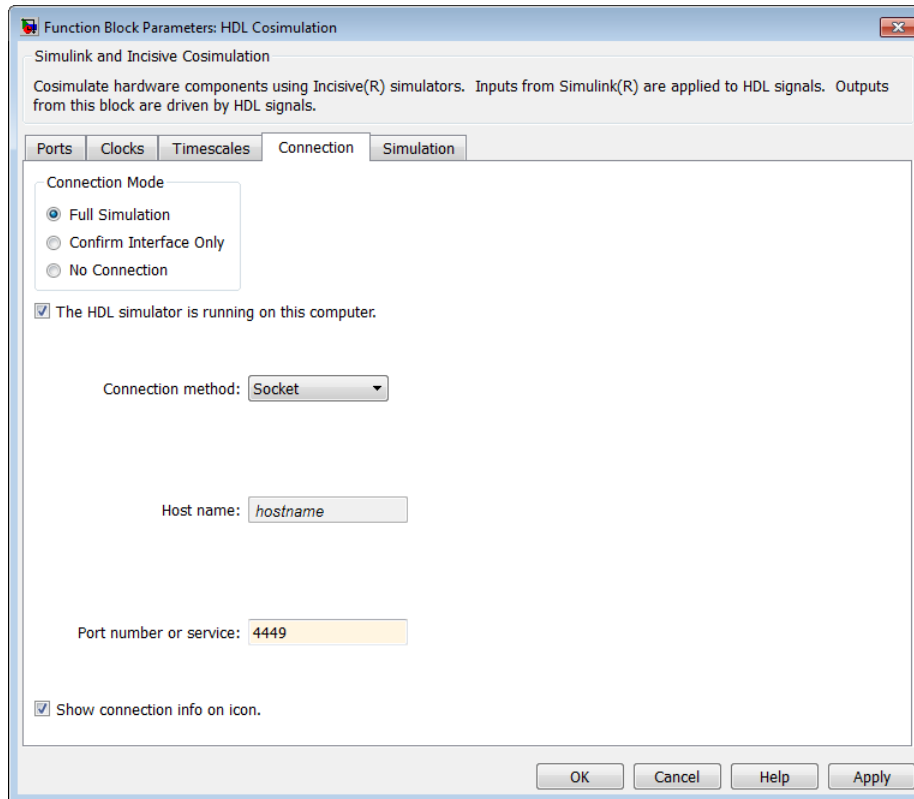 Function Block Parameters: HDL Cosimulation
Simulink and Incisive Cosimulation
Cosimulate hardware components using Incisive(R) simulators.  Inputs from Simulink(R) are applied to HDL signals.  Outputs
from this block are driven by HDL signals.
Ports Clocks Timescales Connection Simulation
Connection Mode
Full Simulation
Confirm Interface Only
No Connection
The HDL simulator is running on this computer.
Connection method: Socket
Host name: hostname
Port number or service: 4449
Show connection info on icon.
OK Cancel Help Apply